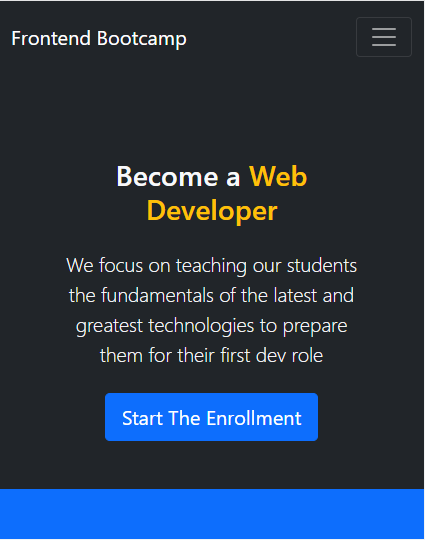 Frontend Bootcamp
Become a Web
Developer
We focus on teaching our students
the fundamentals of the latest and
greatest technologies to prepare
them for their first dev role
Start The Enrollment